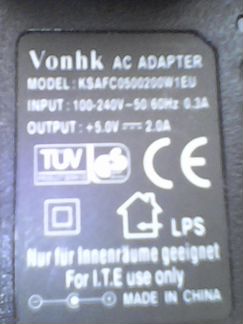 Vonhk AC ADAPTER
MODEL: KSAFC0500200W1EU
INPUT: 100-240V~50/60Hz 0.3A
OUTPUT: +5.0V ⎓ 2.0A
TÜV GS CE
LPS
Nur für Innenräume geeignet
For I.T.E use only
MADE IN CHINA